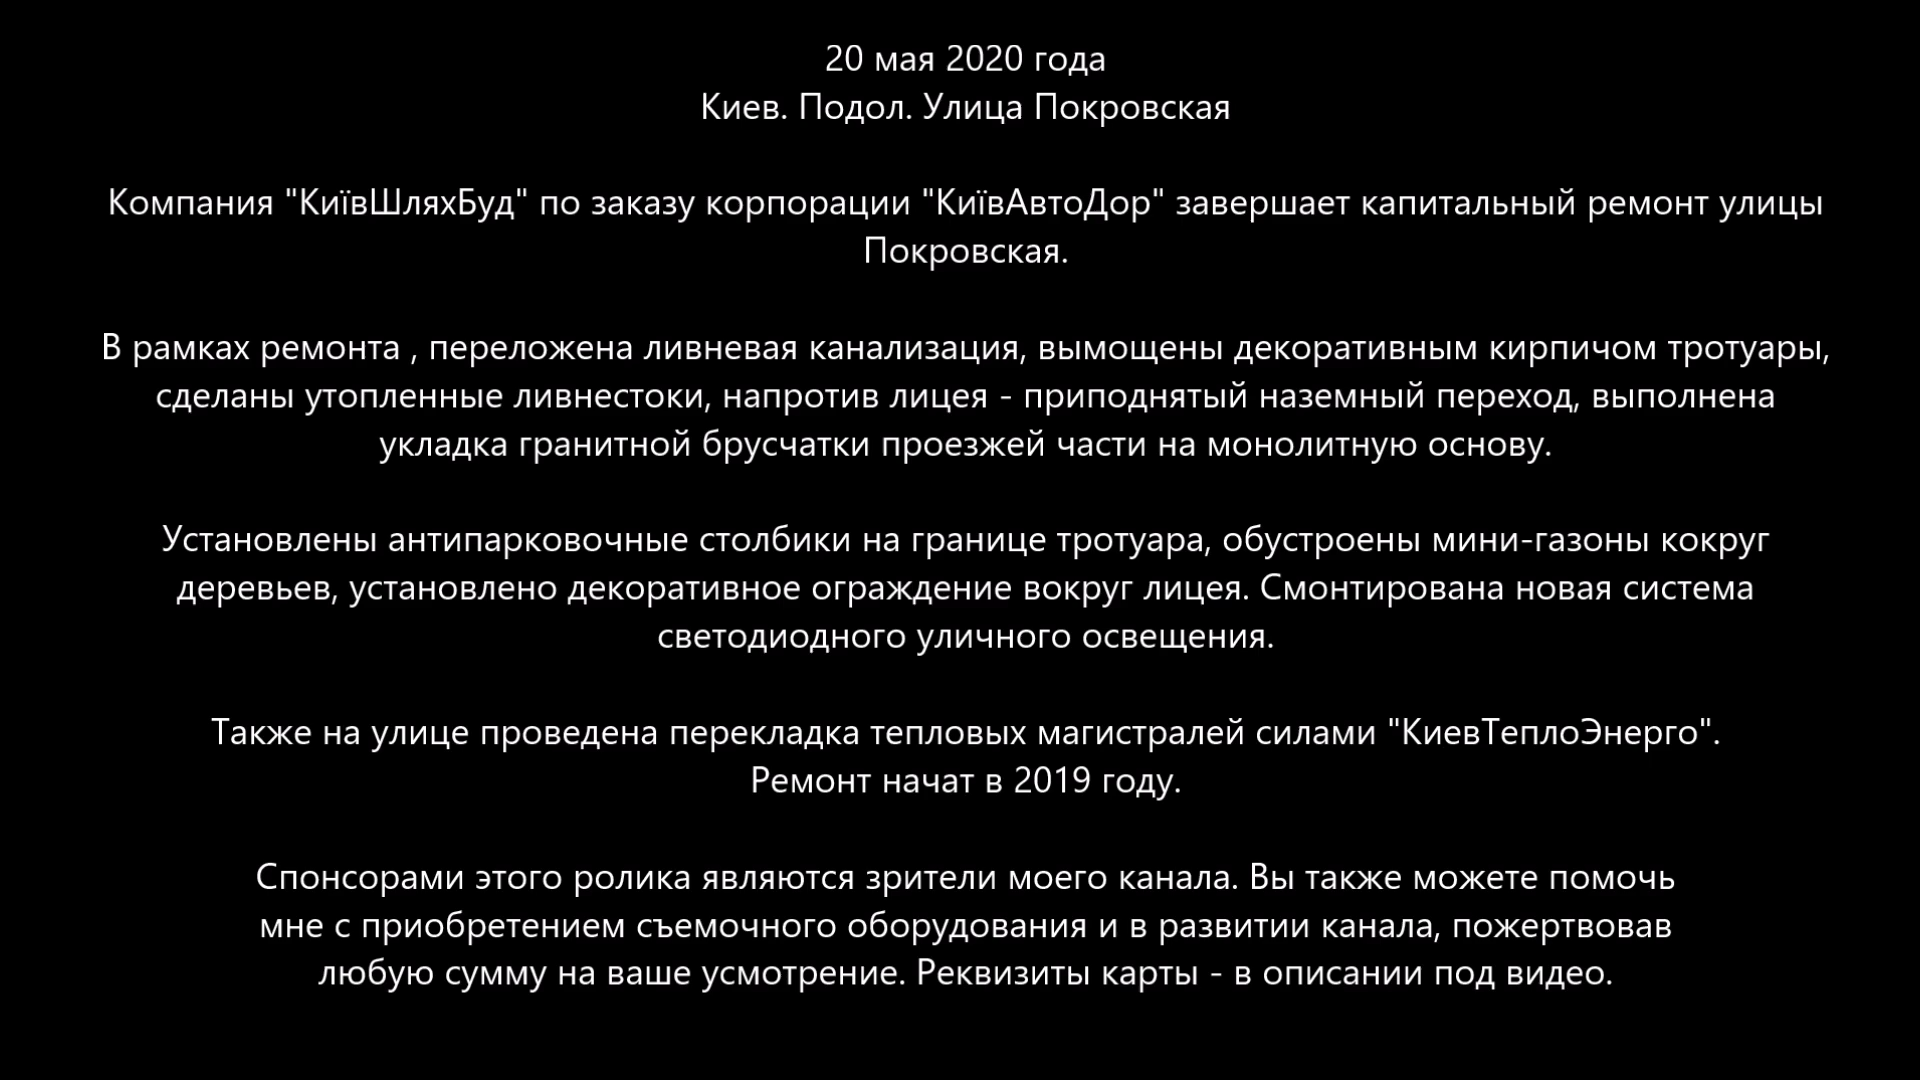 20 мая 2020 года
Киев. Подол. Улица Покровская
Компания "КиївШляхБуд" по заказу корпорации "КиївАвтоДор" завершает капитальный ремонт улицы
Покровская.
В рамках ремонта , переложена ливневая канализация, вымощены декоративным кирпичом тротуары,
сделаны утопленные ливнестоки, напротив лицея - приподнятый наземный переход, выполнена
укладка гранитной брусчатки проезжей части на монолитную основу.
Установлены антипарковочные столбики на границе тротуара, обустроены мини-газоны кокруг
деревьев, установлено декоративное ограждение вокруг лицея. Смонтирована новая система
светодиодного уличного освещения.
Также на улице проведена перекладка тепловых магистралей силами "КиевТеплоЭнерго".
Ремонт начат в 2019 году.
Спонсорами этого ролика являются зрители моего канала. Вы также можете помочь
мне с приобретением съемочного оборудования и в развитии канала, пожертвовав
любую сумму на ваше усмотрение. Реквизиты карты - в описании под видео.